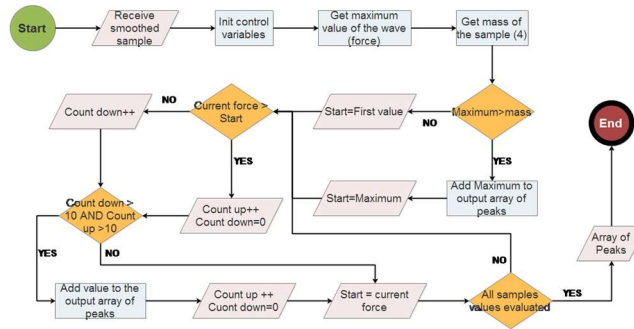 Start
Receive
smoothed
sample
Init control
variables
Get maximum
value of the wave
(force)
Get mass of
the sample (4)
Count down++
NO
Current force >
Start
Start=First value
NO
Maximum>mass
End
YES
YES
Count down >
10 AND Count
up >10
Count up++
Count down=0
Start=Maximum
Add Maximum to
output array of
peaks
Array of
Peaks
YES
NO
NO
Add value to the
output array of
peaks
Count up ++
Cuont down=0
Start = current
force
All samples
values evaluated
YES